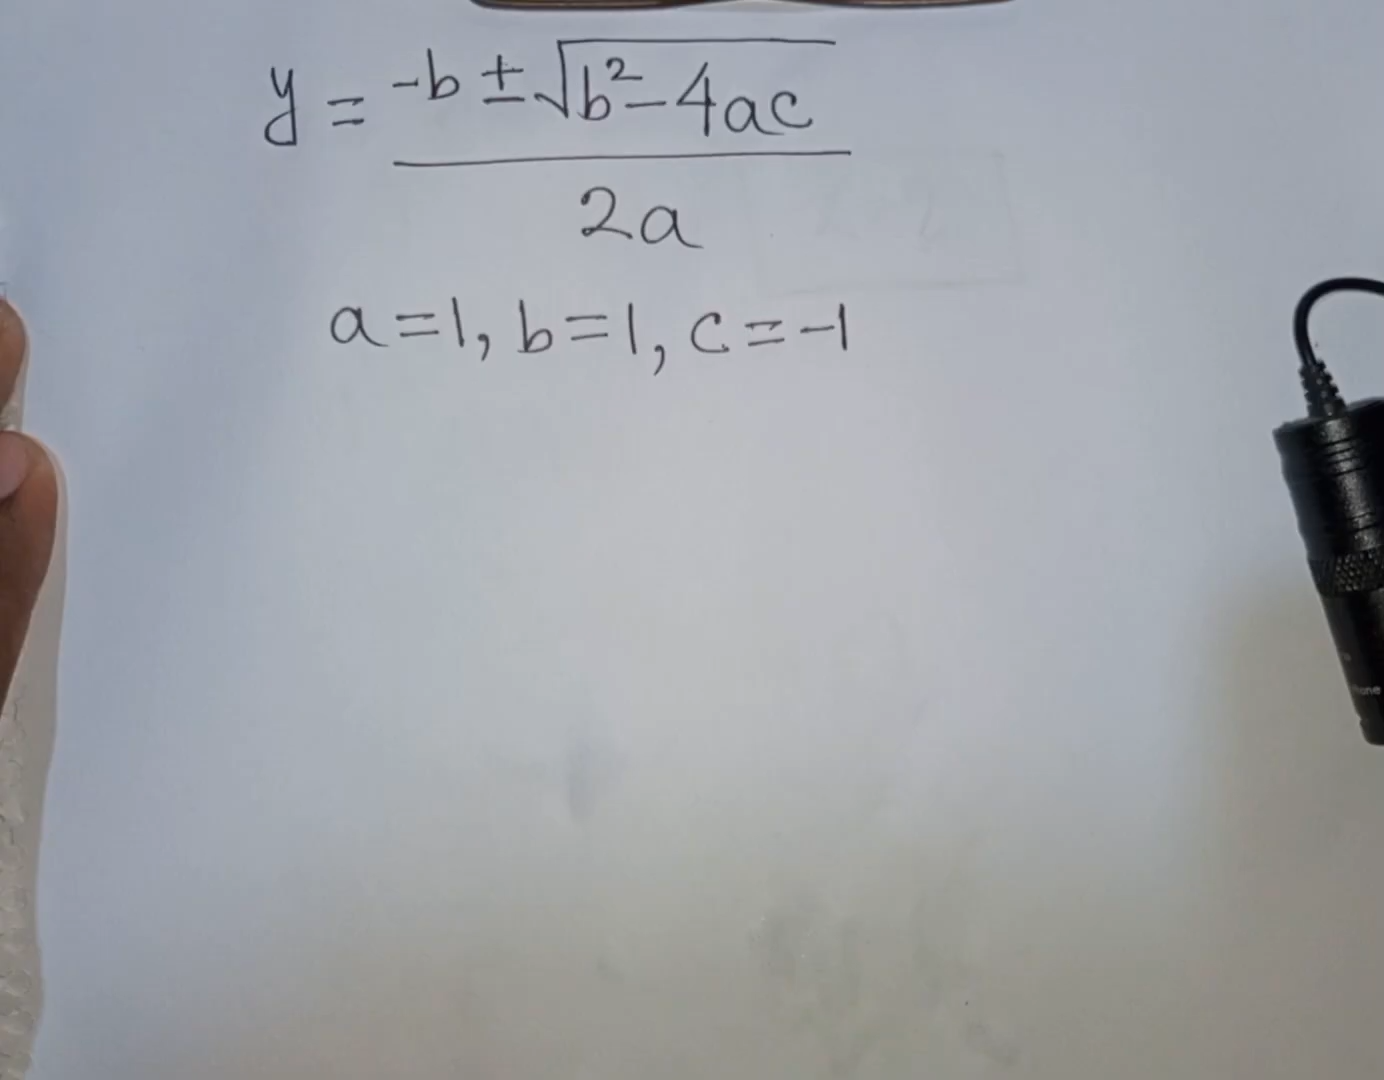 y = -b ± √b² - 4ac
2a
a = 1, b = 1, c = -1